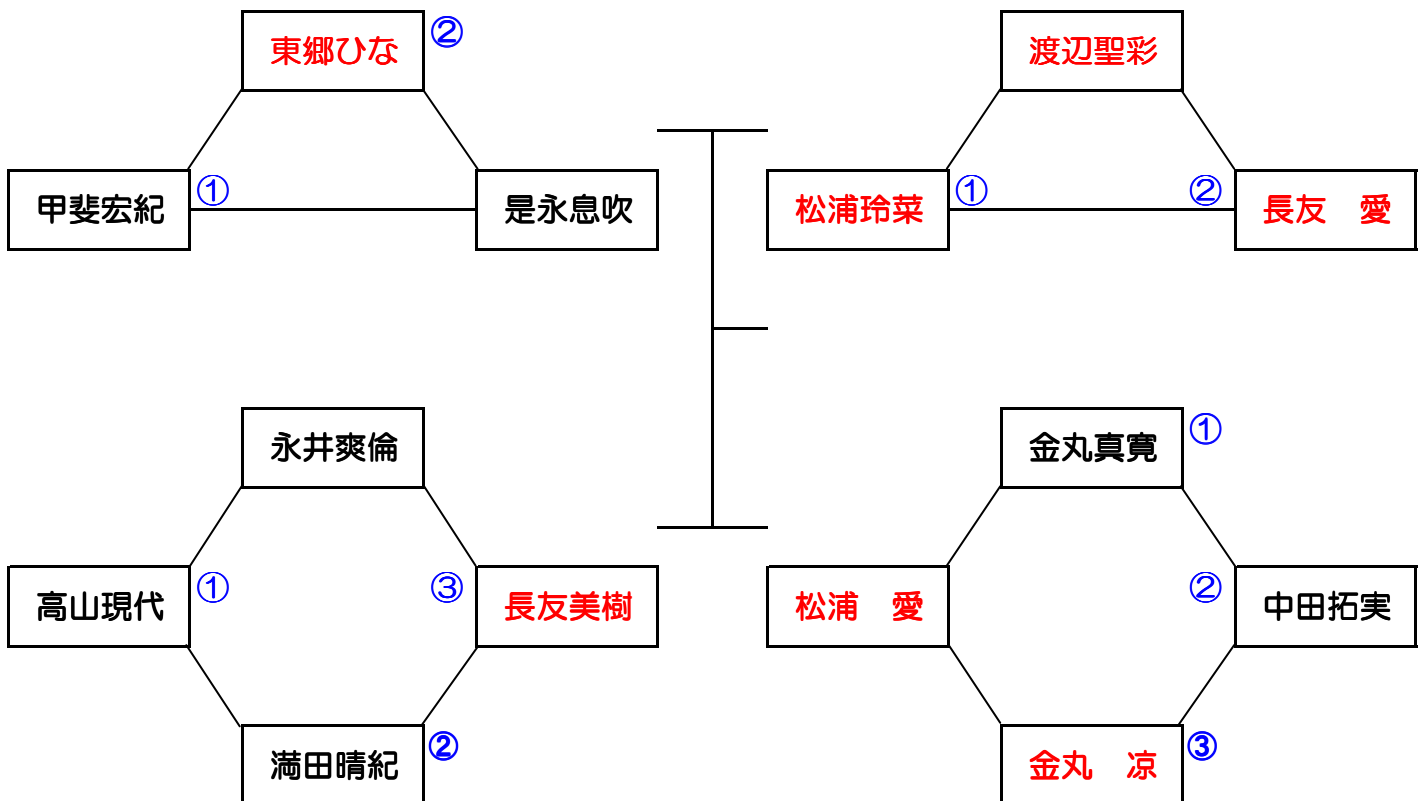 東郷ひな ②
渡辺聖彩
甲斐宏紀 ①
是永息吹
松浦玲菜 ①
② 長友　愛
永井爽倫
金丸真寛 ①
高山現代 ①
③ 長友美樹
松浦　愛
② 中田拓実
満田晴紀 ②
金丸　凉 ③